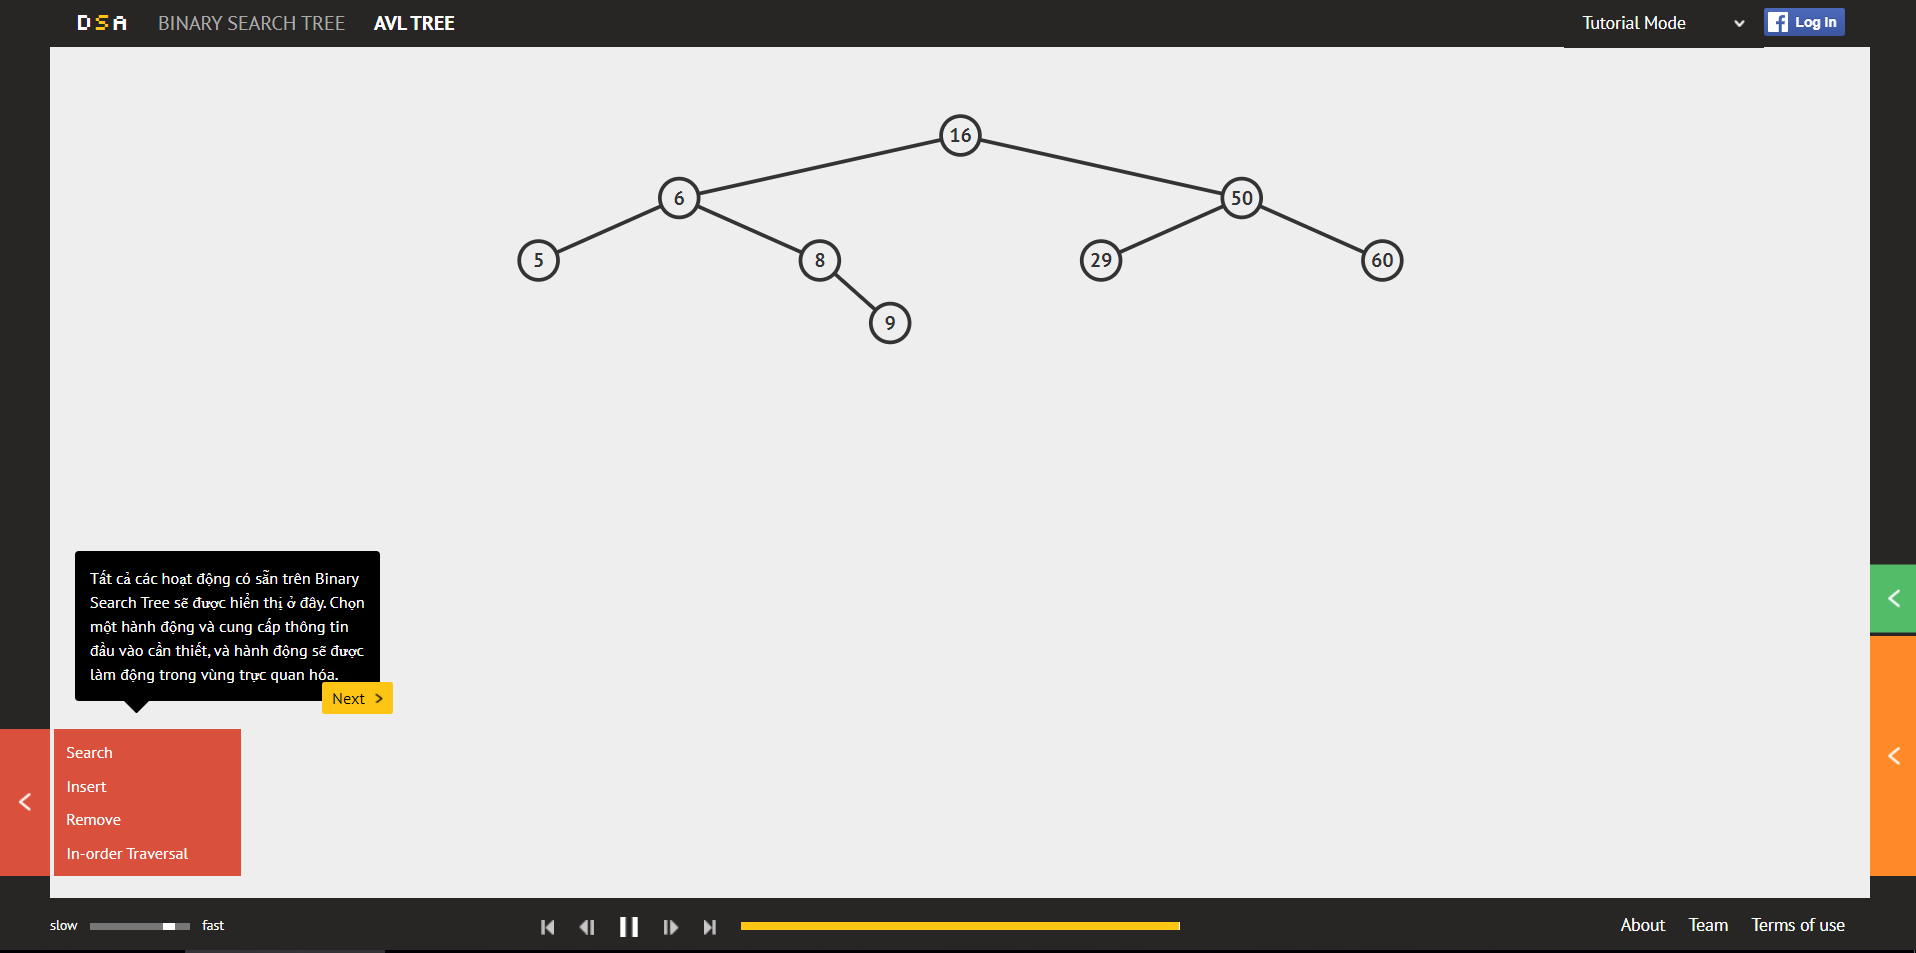 DSA BINARY SEARCH TREE AVL TREE Tutorial Mode Log In
16
6 50
5 8 29 60
9
Tất cả các hoạt động có sẵn trên Binary
Search Tree sẽ được hiển thị ở đây. Chọn
một hành động và cung cấp thông tin
đầu vào cần thiết, và hành động sẽ được
làm động trong vùng trực quan hóa.
Next
Search
Insert
Remove
In-order Traversal
slow fast About Team Terms of use